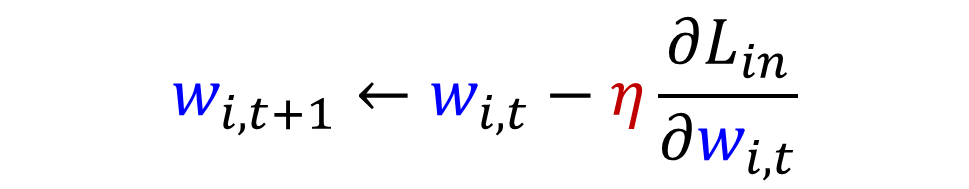 w_{i,t+1} ← w_{i,t} − η ∂L_{in} / ∂w_{i,t}